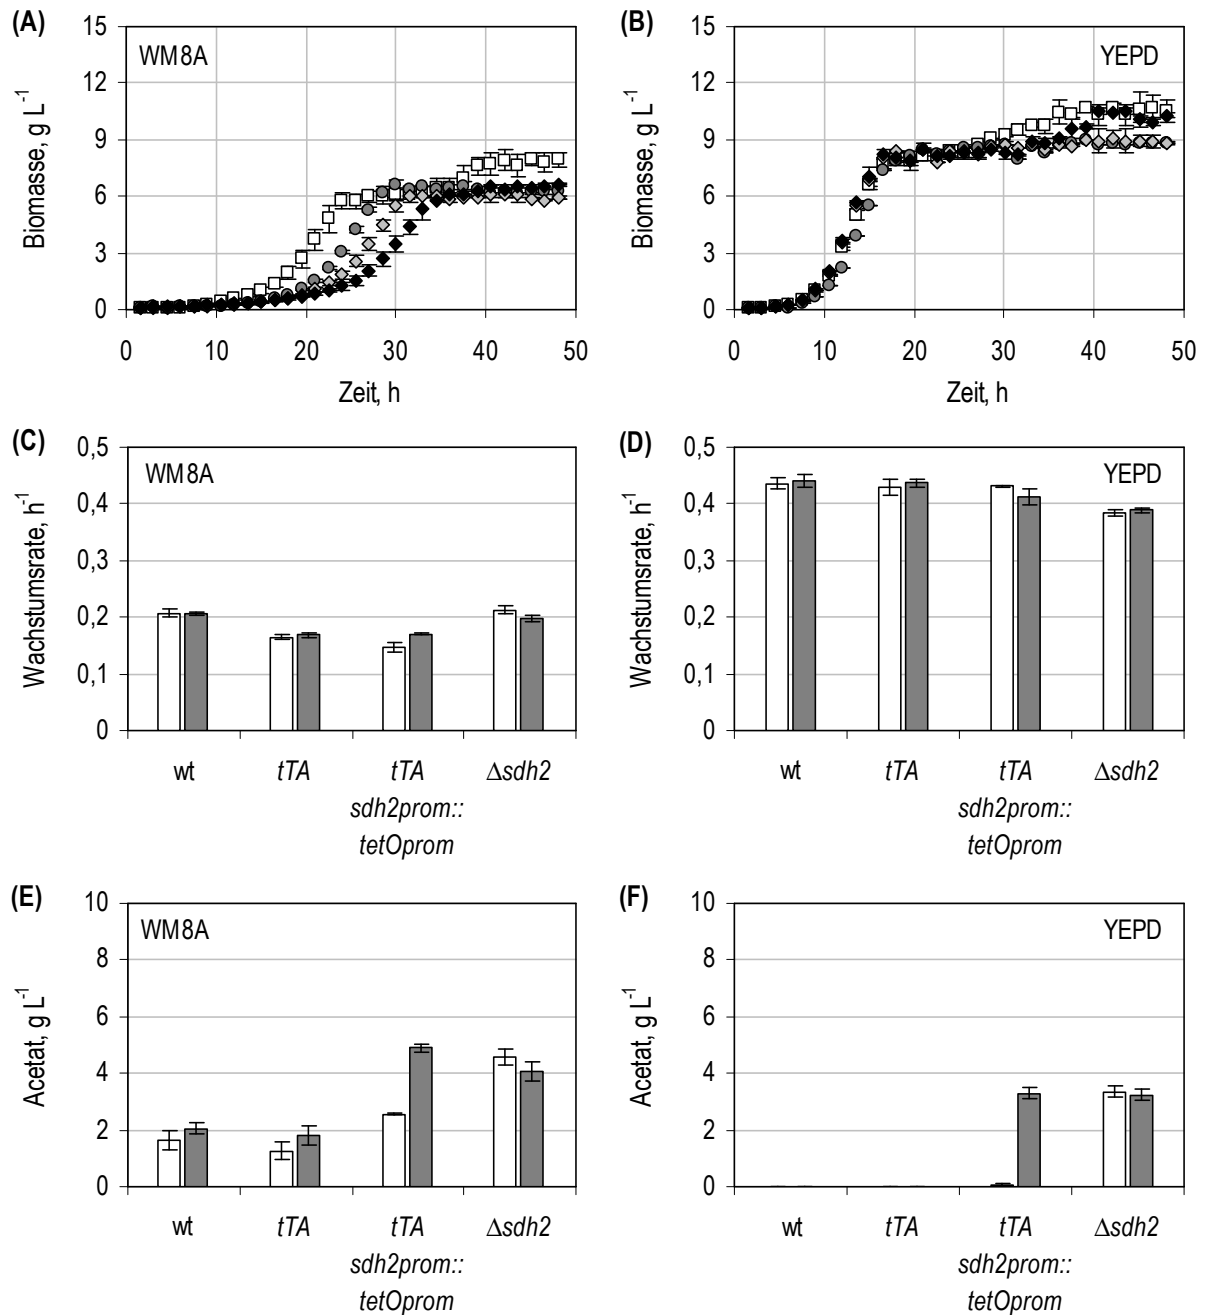 (A)
WM8A
15
12
9
6
3
0
Biomasse, g L⁻¹
0 10 20 30 40 50
Zeit, h
(B)
YEPD
15
12
9
6
3
0
Biomasse, g L⁻¹
0 10 20 30 40 50
Zeit, h
(C)
WM8A
0,5
0,4
0,3
0,2
0,1
0
Wachstumsrate, h⁻¹
wt tTA tTA Δsdh2
sdh2prom::
tetOprom
(D)
YEPD
0,5
0,4
0,3
0,2
0,1
0
Wachstumsrate, h⁻¹
wt tTA tTA Δsdh2
sdh2prom::
tetOprom
(E)
WM8A
10
8
6
4
2
0
Acetat, g L⁻¹
wt tTA tTA Δsdh2
sdh2prom::
tetOprom
(F)
YEPD
10
8
6
4
2
0
Acetat, g L⁻¹
wt tTA tTA Δsdh2
sdh2prom::
tetOprom